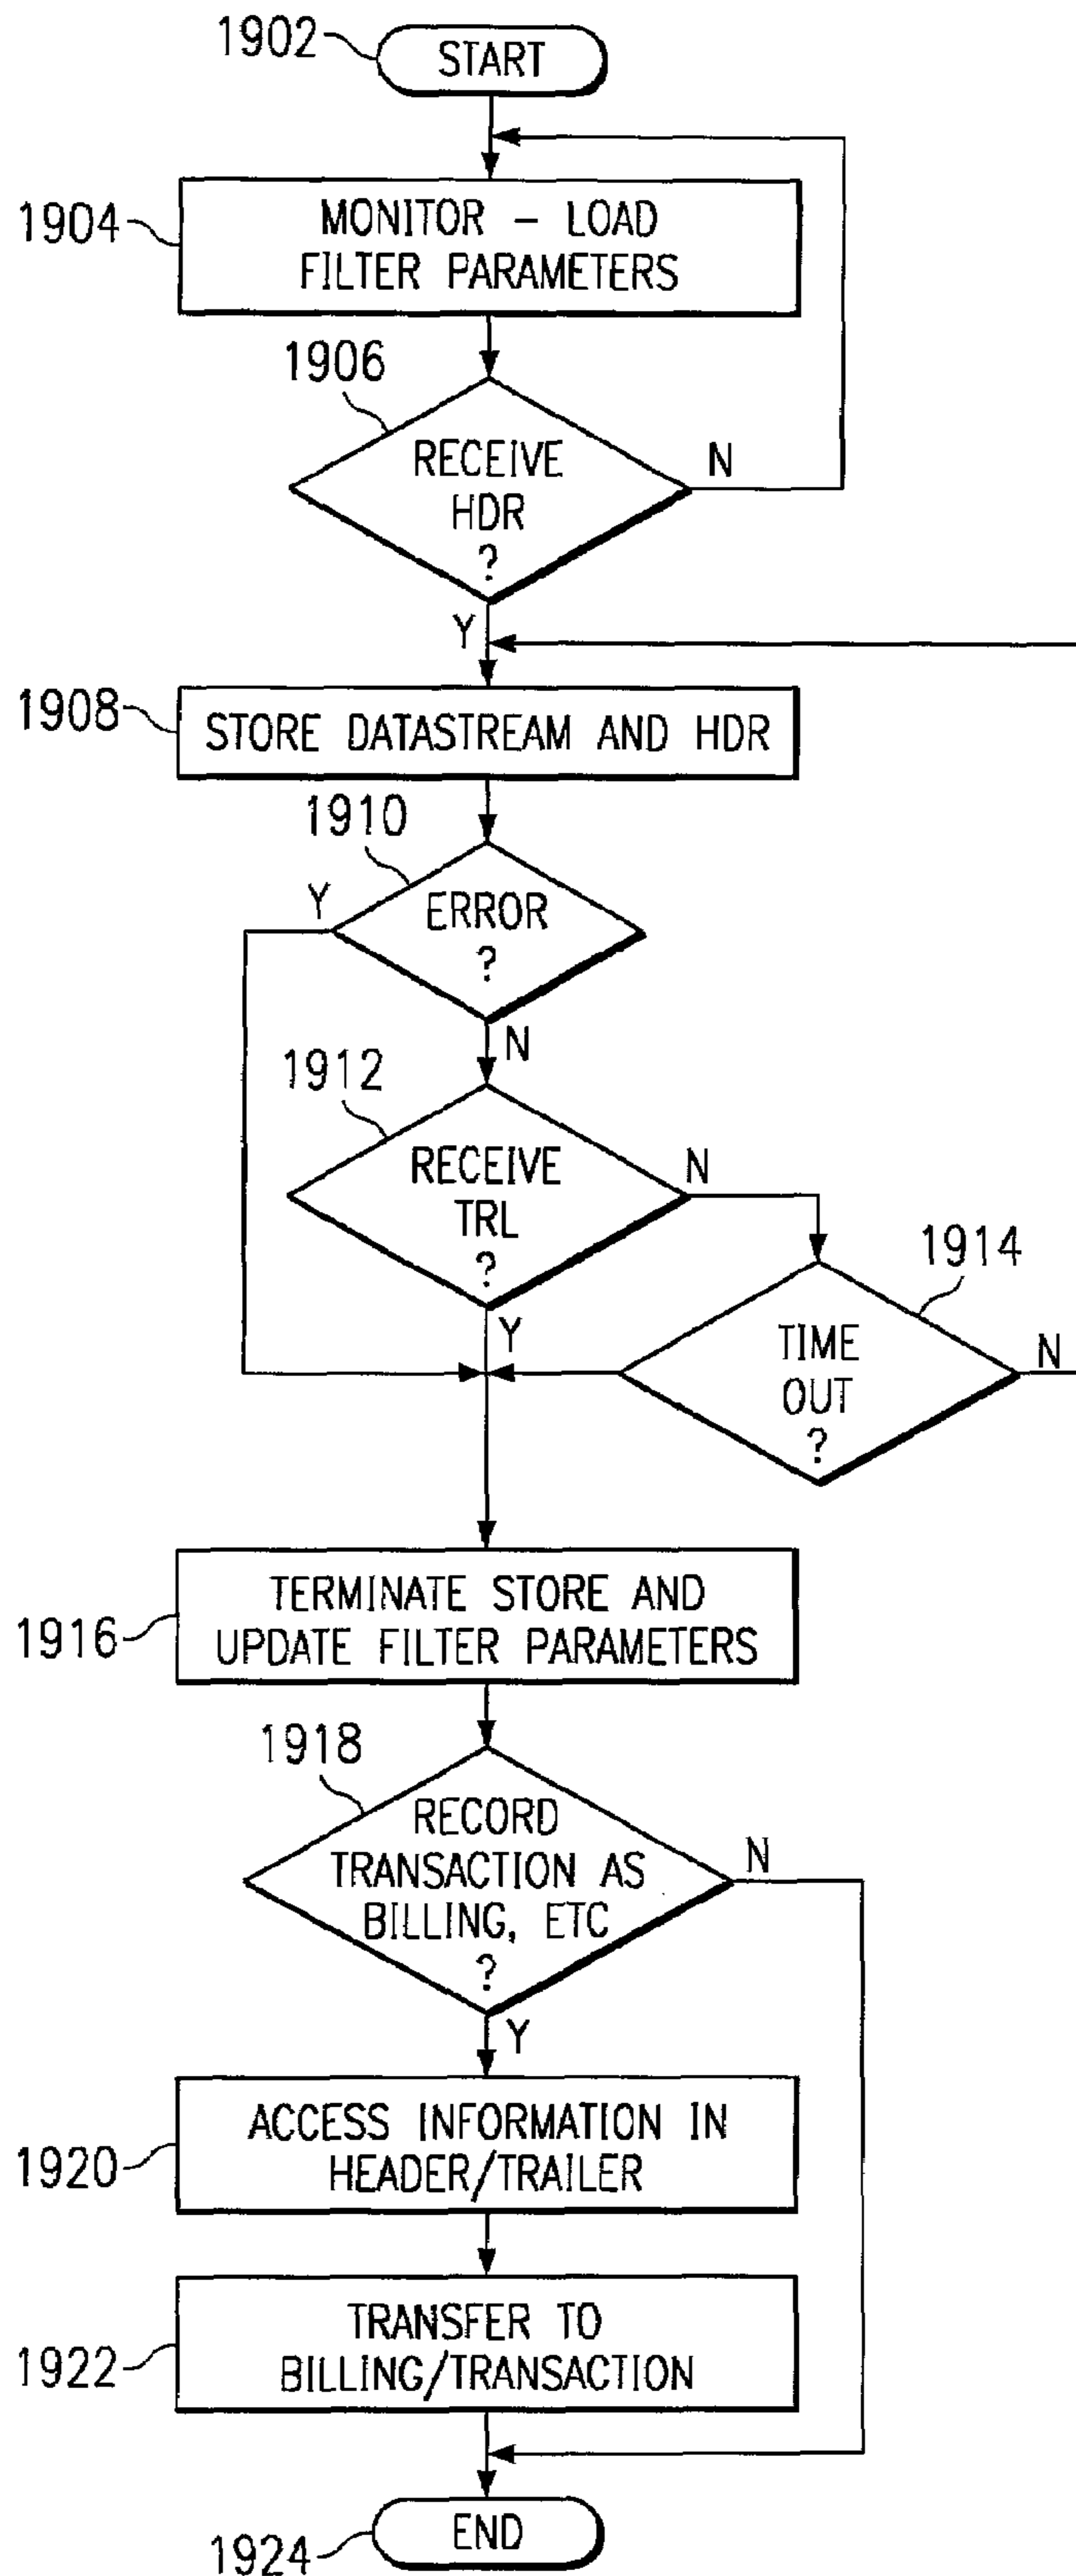 1902
START
1904
MONITOR - LOAD
FILTER PARAMETERS
1906
RECEIVE
HDR
?
N
Y
1908
STORE DATASTREAM AND HDR
1910
ERROR
?
Y
N
1912
RECEIVE
TRL
?
N
Y
1914
TIME
OUT
?
N
1916
TERMINATE STORE AND
UPDATE FILTER PARAMETERS
1918
RECORD
TRANSACTION AS
BILLING, ETC
?
N
Y
1920
ACCESS INFORMATION IN
HEADER/TRAILER
1922
TRANSFER TO
BILLING/TRANSACTION
END
1924